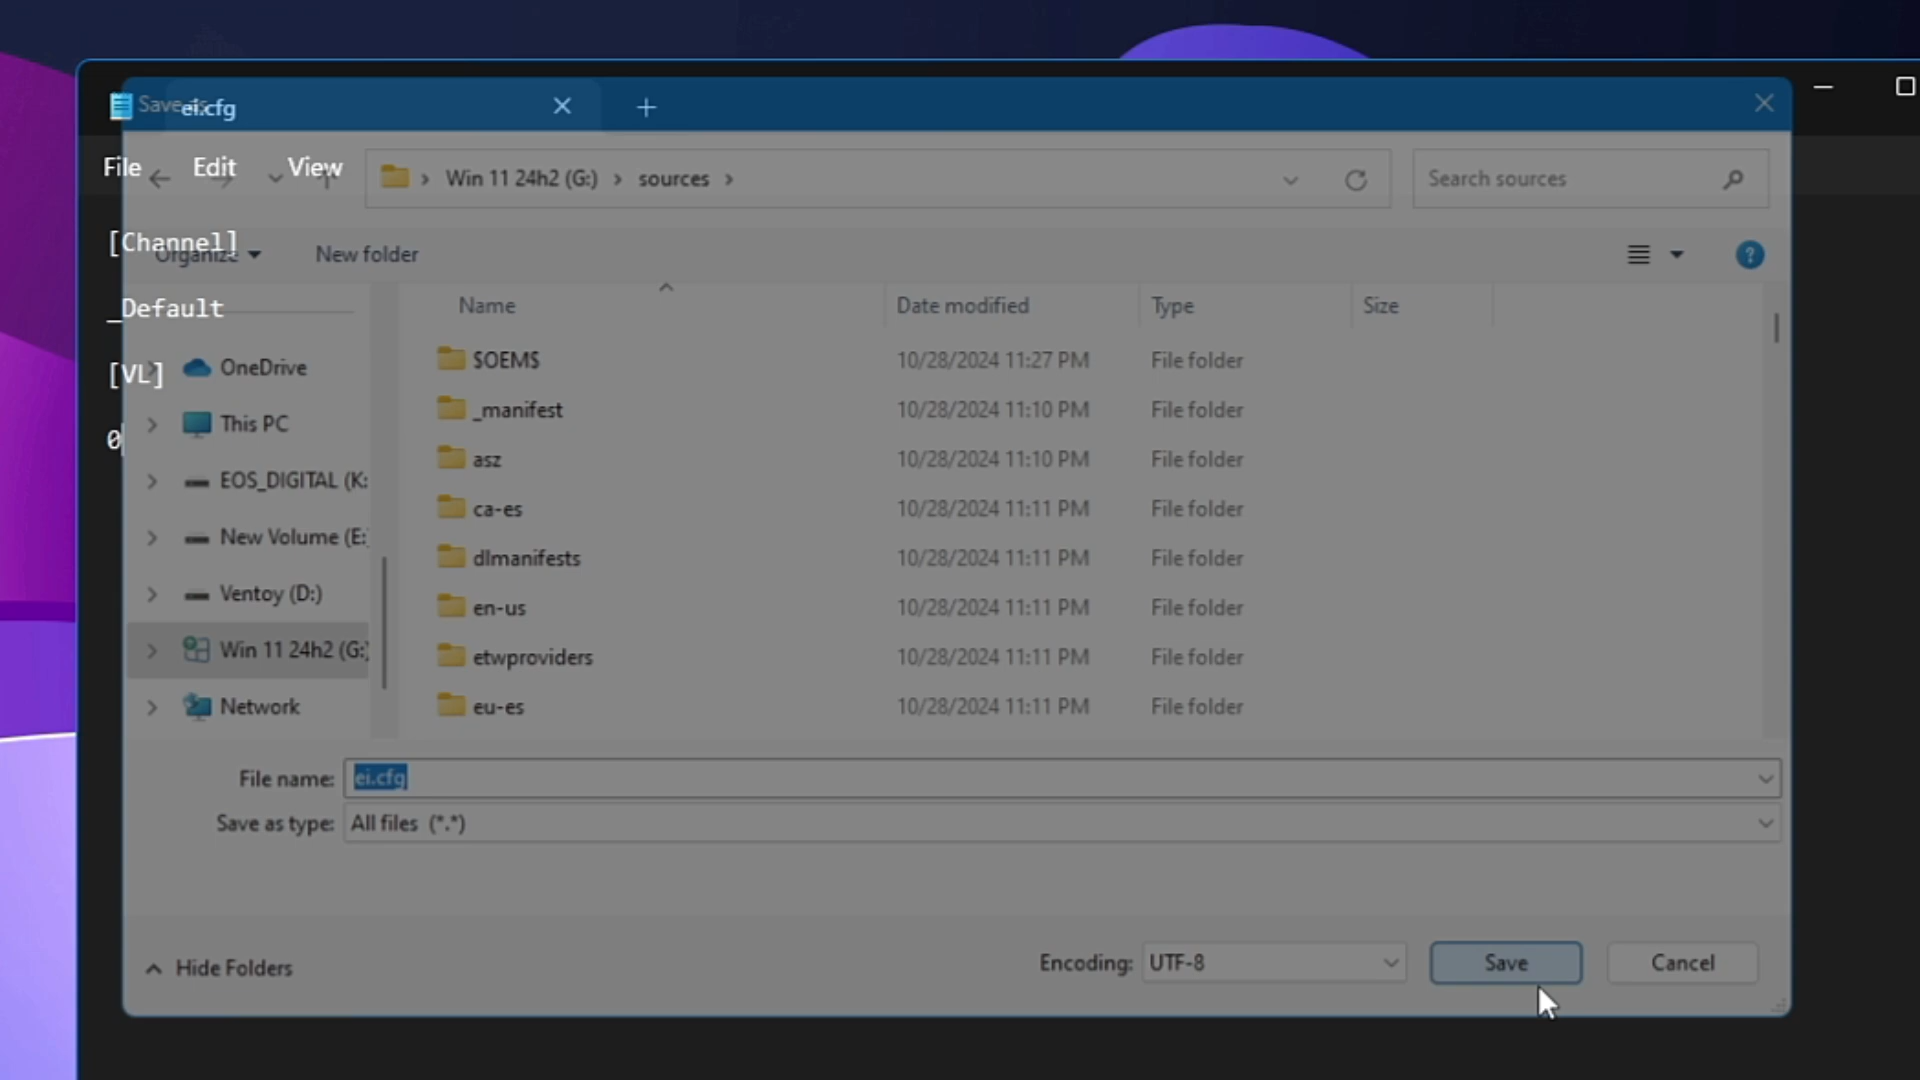 Save as
ei.cfg
File Edit View
Win 11 24h2 (G:) sources
Search sources
[Channel]
Organize New folder
_Default
[VL]
0
Name Date modified Type Size
OneDrive
This PC
EOS_DIGITAL (K:
New Volume (E:
Ventoy (D:)
Win 11 24h2 (G:)
Network
$OEM$ 10/28/2024 11:27 PM File folder
_manifest 10/28/2024 11:10 PM File folder
asz 10/28/2024 11:10 PM File folder
ca-es 10/28/2024 11:11 PM File folder
dlmanifests 10/28/2024 11:11 PM File folder
en-us 10/28/2024 11:11 PM File folder
etwproviders 10/28/2024 11:11 PM File folder
eu-es 10/28/2024 11:11 PM File folder
File name: ei.cfg
Save as type: All files (*.*)
Hide Folders
Encoding: UTF-8 Save Cancel